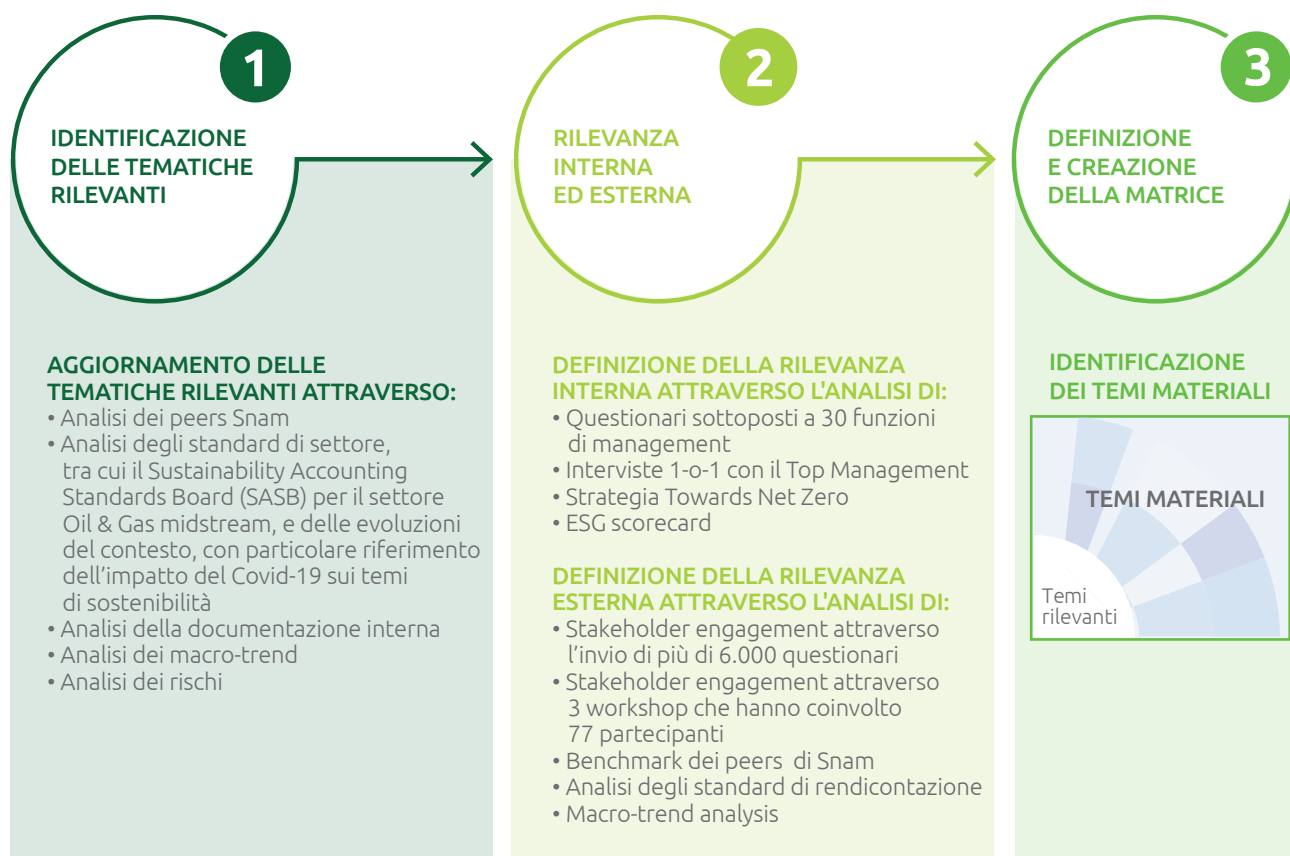 1
IDENTIFICAZIONE
DELLE TEMATICHE
RILEVANTI
AGGIORNAMENTO DELLE
TEMATICHE RILEVANTI ATTRAVERSO:
• Analisi dei peers Snam
• Analisi degli standard di settore,
tra cui il Sustainability Accounting
Standards Board (SASB) per il settore
Oil & Gas midstream, e delle evoluzioni
del contesto, con particolare riferimento
dell'impatto del Covid-19 sui temi
di sostenibilità
• Analisi della documentazione interna
• Analisi dei macro-trend
• Analisi dei rischi
2
RILEVANZA
INTERNA
ED ESTERNA
DEFINIZIONE DELLA RILEVANZA
INTERNA ATTRAVERSO L'ANALISI DI:
• Questionari sottoposti a 30 funzioni
di management
• Interviste 1-o-1 con il Top Management
• Strategia Towards Net Zero
• ESG scorecard
DEFINIZIONE DELLA RILEVANZA
ESTERNA ATTRAVERSO L'ANALISI DI:
• Stakeholder engagement attraverso
l'invio di più di 6.000 questionari
• Stakeholder engagement attraverso
3 workshop che hanno coinvolto
77 partecipanti
• Benchmark dei peers di Snam
• Analisi degli standard di rendicontazione
• Macro-trend analysis
3
DEFINIZIONE
E CREAZIONE
DELLA MATRICE
IDENTIFICAZIONE
DEI TEMI MATERIALI
TEMI MATERIALI
Temi
rilevanti